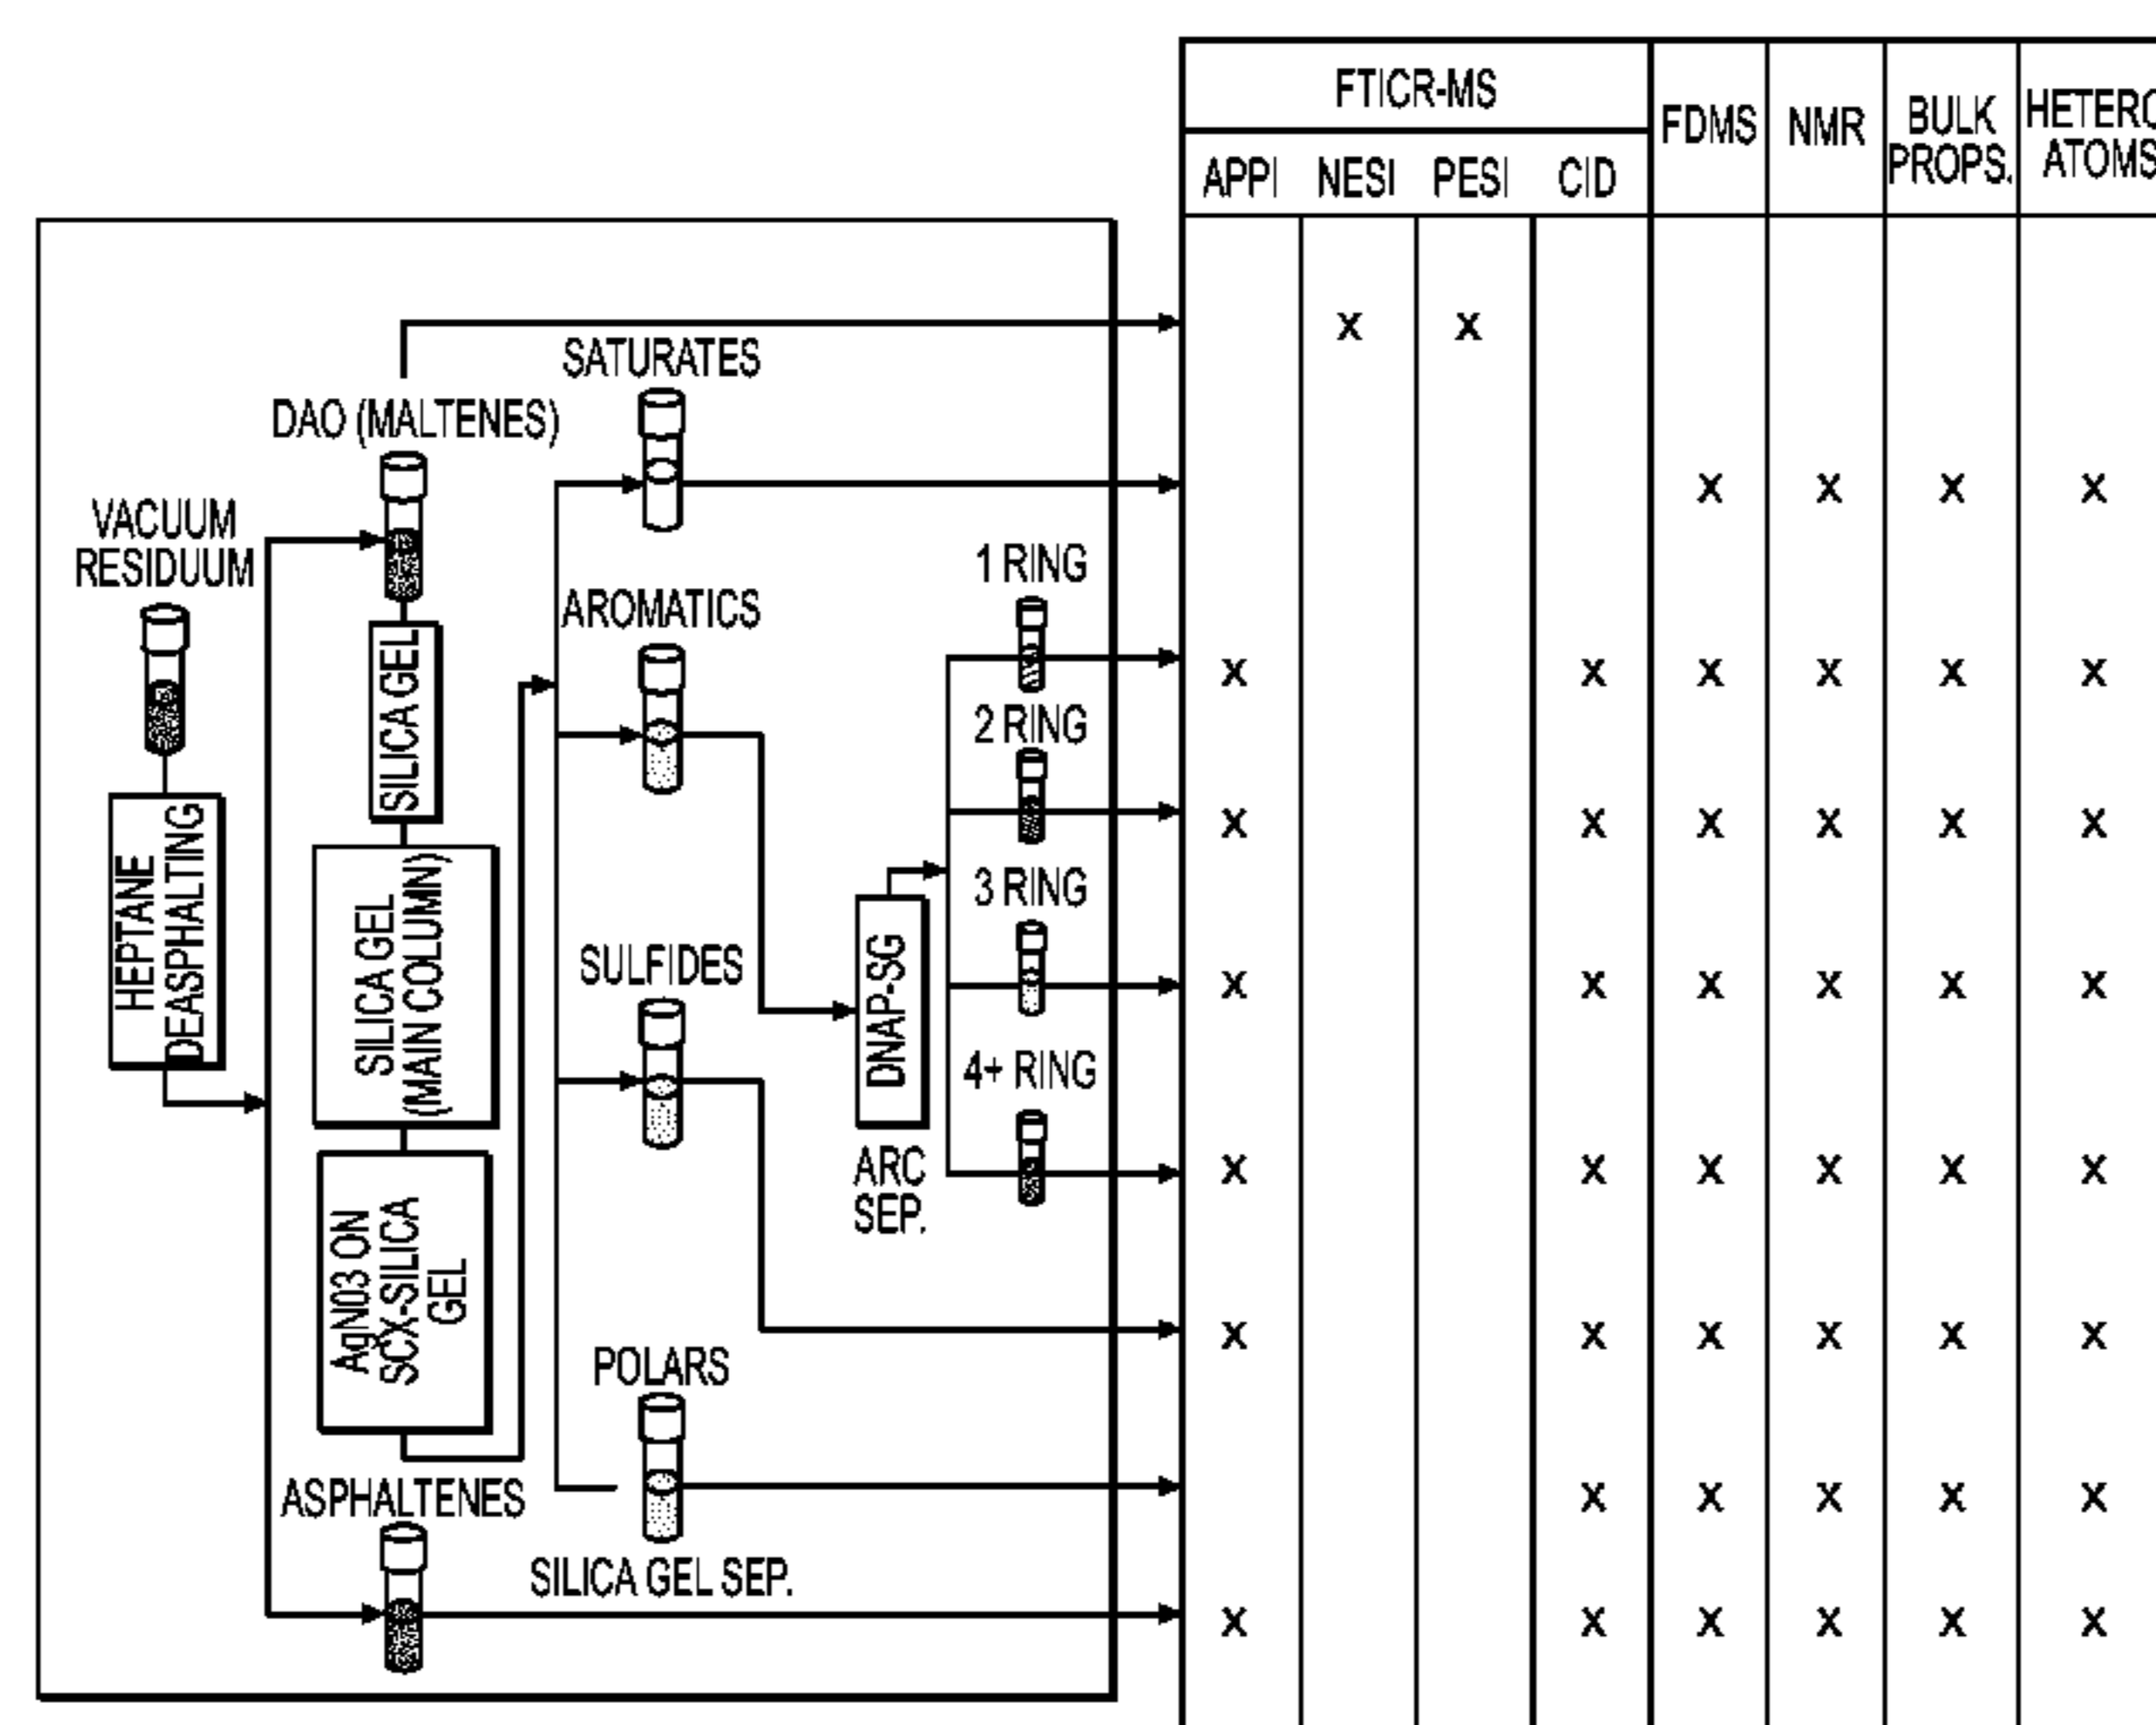 FTICR-MS
APPI NESI PESI CID
FDMS
NMR
BULK
PROPS.
ATOMS
SATURATES
DAO (MALTENES)
VACUUM
RESIDUUM
AROMATICS
SULFIDES
POLARS
ASPHALTENES
SILICA GEL SEP.
HEPTANE
DEASPHALTING
SILICA GEL
SILICA GEL
(MAIN COLUMN)
AgN03 ON
SCX-SILICA
GEL
DNAP-SG
ARC
SEP.
1 RING
2 RING
3 RING
4+ RING
X X
X X X X
X X X X X X
X X X X X X
X X X X X X
X X X X X X
X X X X X X
X X X X X
X X X X X X